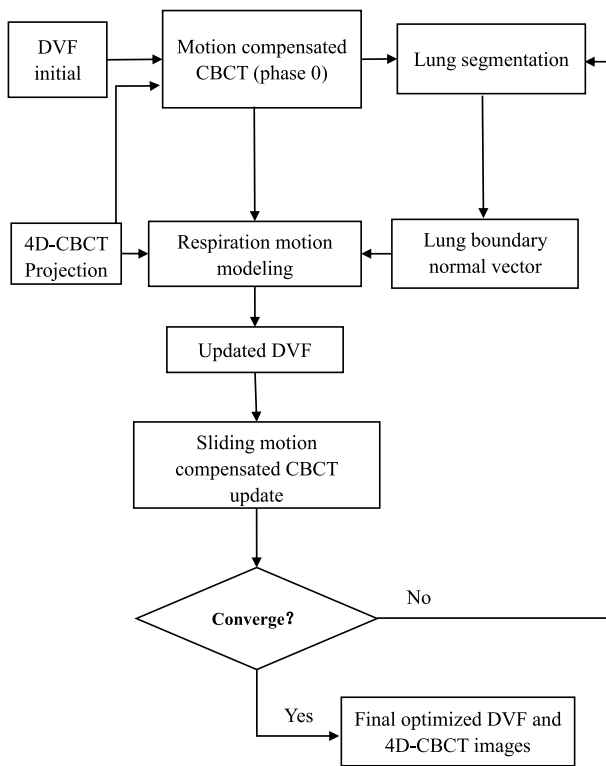 DVF
initial
Motion compensated
CBCT (phase 0)
Lung segmentation
4D-CBCT
Projection
Respiration motion
modeling
Lung boundary
normal vector
Updated DVF
Sliding motion
compensated CBCT
update
Converge?
No
Yes
Final optimized DVF and
4D-CBCT images